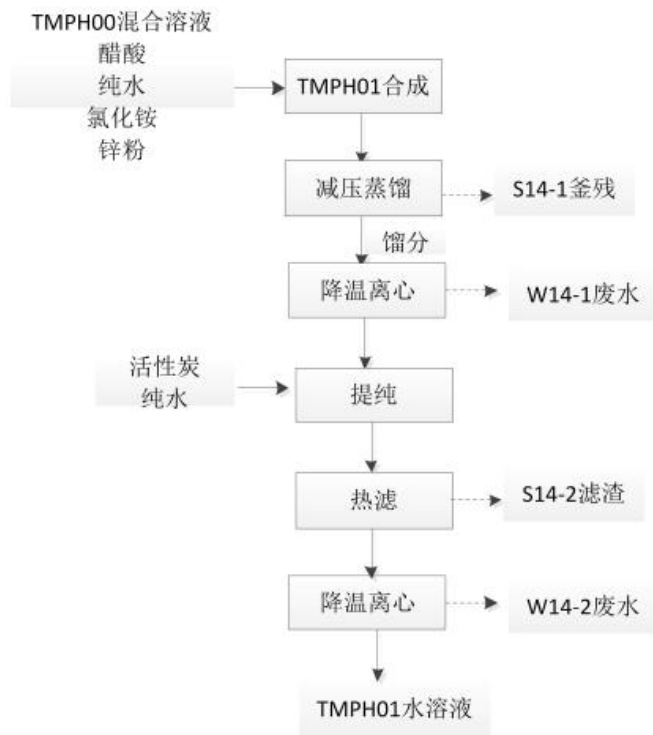 TMPH00混合溶液
醋酸
纯水
氯化铵
锌粉
TMPH01合成
减压蒸馏
S14-1釜残
馏分
降温离心
W14-1废水
活性炭
纯水
提纯
热滤
S14-2滤渣
降温离心
W14-2废水
TMPH01水溶液